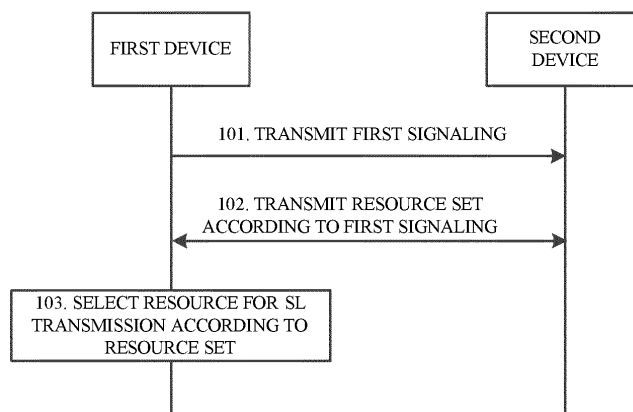 FIRST DEVICE
SECOND
DEVICE
101. TRANSMIT FIRST SIGNALING
102. TRANSMIT RESOURCE SET
ACCORDING TO FIRST SIGNALING
103. SELECT RESOURCE FOR SL
TRANSMISSION ACCORDING TO
RESOURCE SET